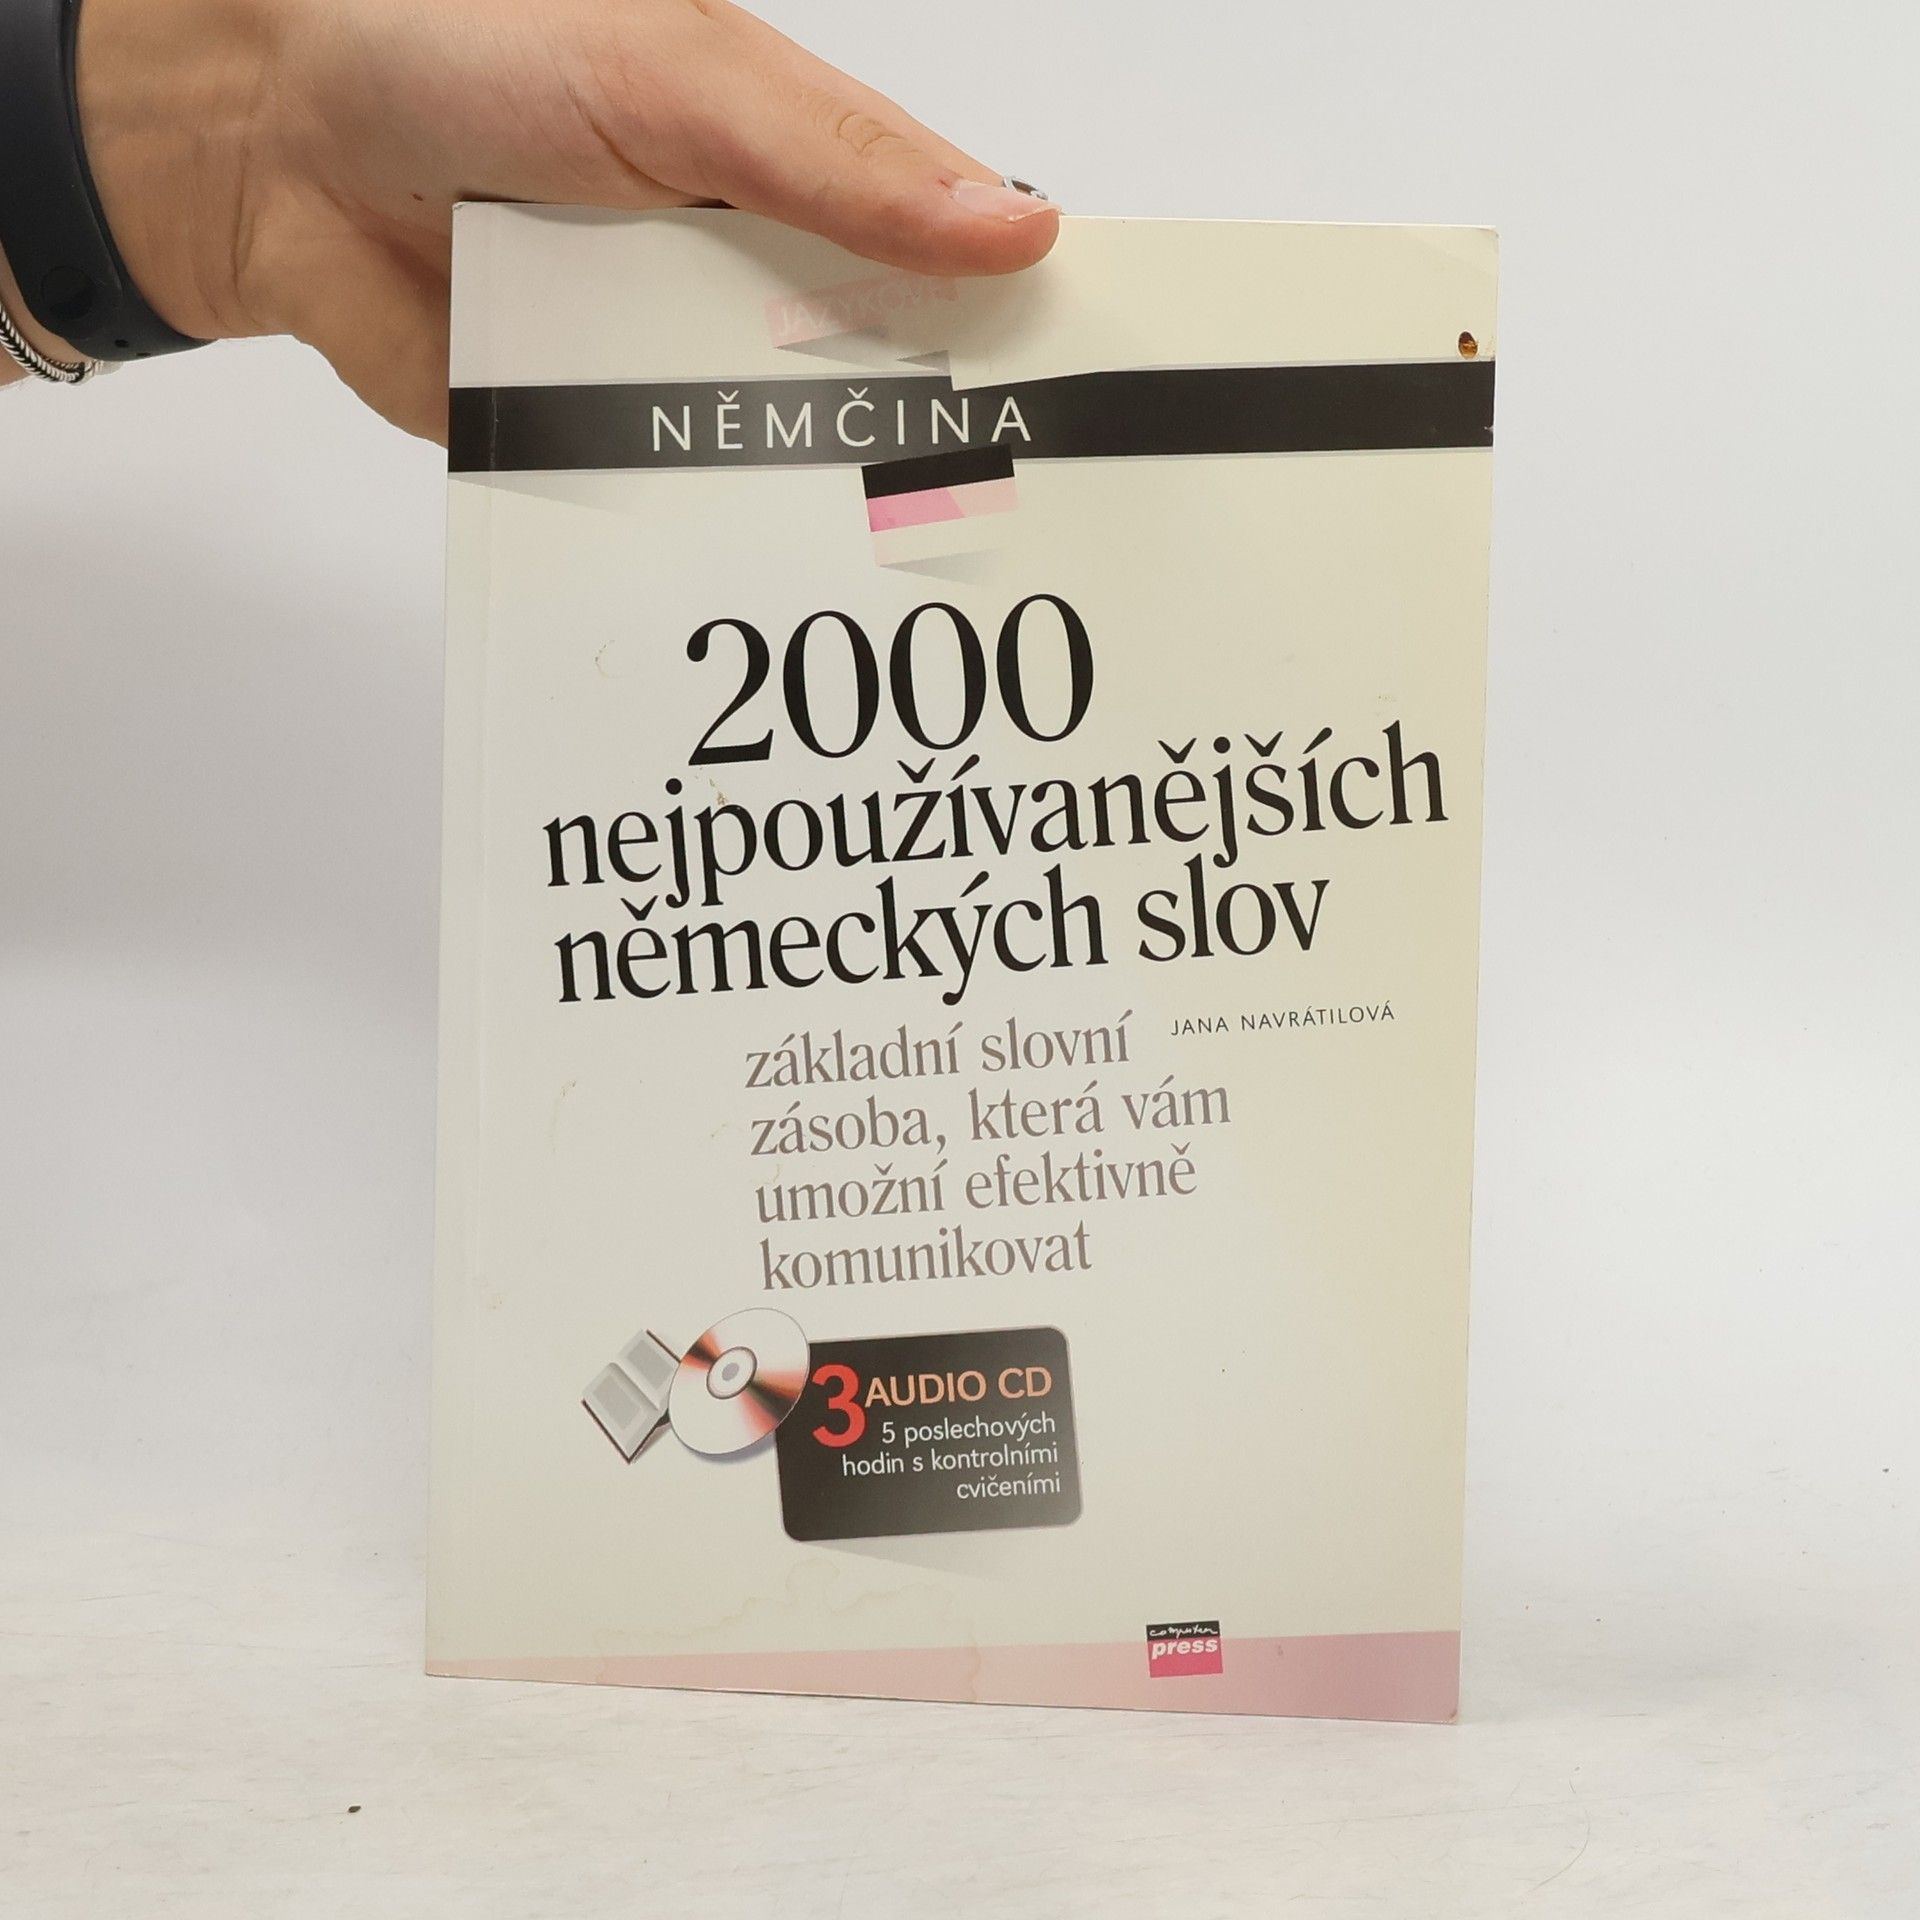 JAZYKOVÉ
NĚMČINA
2000
nejpoužívanějších
německých slov
JANA NAVRÁTILOVÁ
základní slovní
zásoba, která vám
umožní efektivně
komunikovat
3 AUDIO CD
5 poslechových
hodin s kontrolními
cvičeními
computer
press